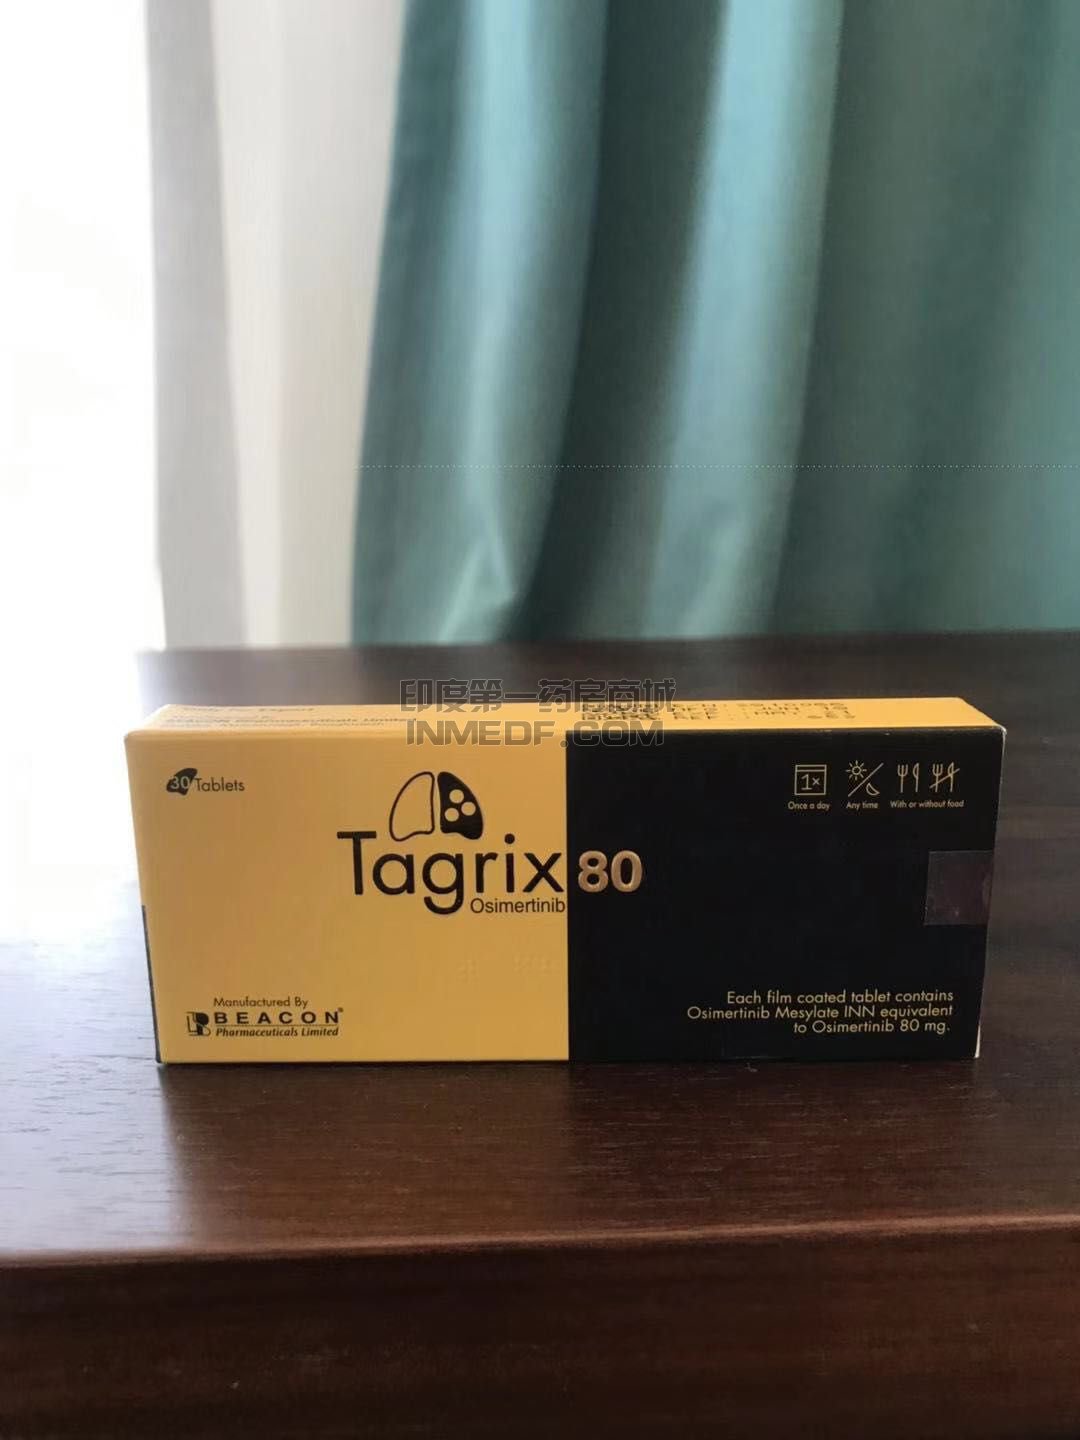 印度第一药房商城
INMEDF.COM
30 Tablets
1×
Once a day
Any time
With or without food
Tagrix 80
Osimertinib
Manufactured By
BEACON®
Pharmaceuticals Limited
Each film coated tablet contains
Osimertinib Mesylate INN equivalent
to Osimertinib 80 mg.